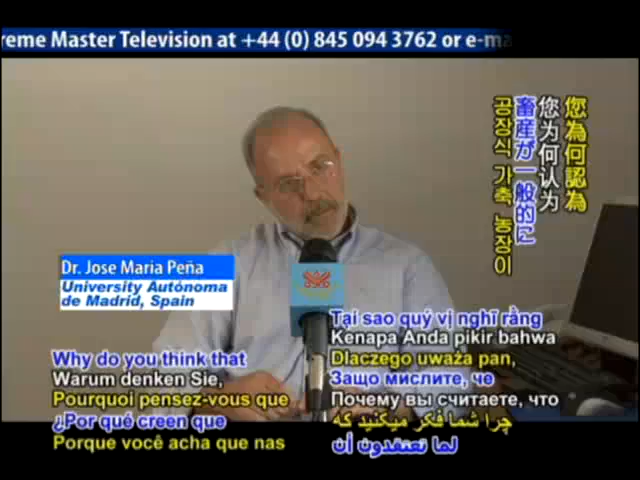 reme Master Television at +44 (0) 845 094 3762 or e-ma
您為何認為
您为何认为
畜産が一般的に
공장식 가축 농장이
Dr. Jose Maria Peña
University Autónoma
de Madrid, Spain
Why do you think that
Warum denken Sie,
Pourquoi pensez-vous que
¿Por qué creen que
Porque você acha que nas
Tại sao quý vị nghĩ rằng
Kenapa Anda pikir bahwa
Dlaczego uważa pan,
Защо мислите, че
Почему вы считаете, что
چرا شما فکر میکنید که
لما تعتقدون أن